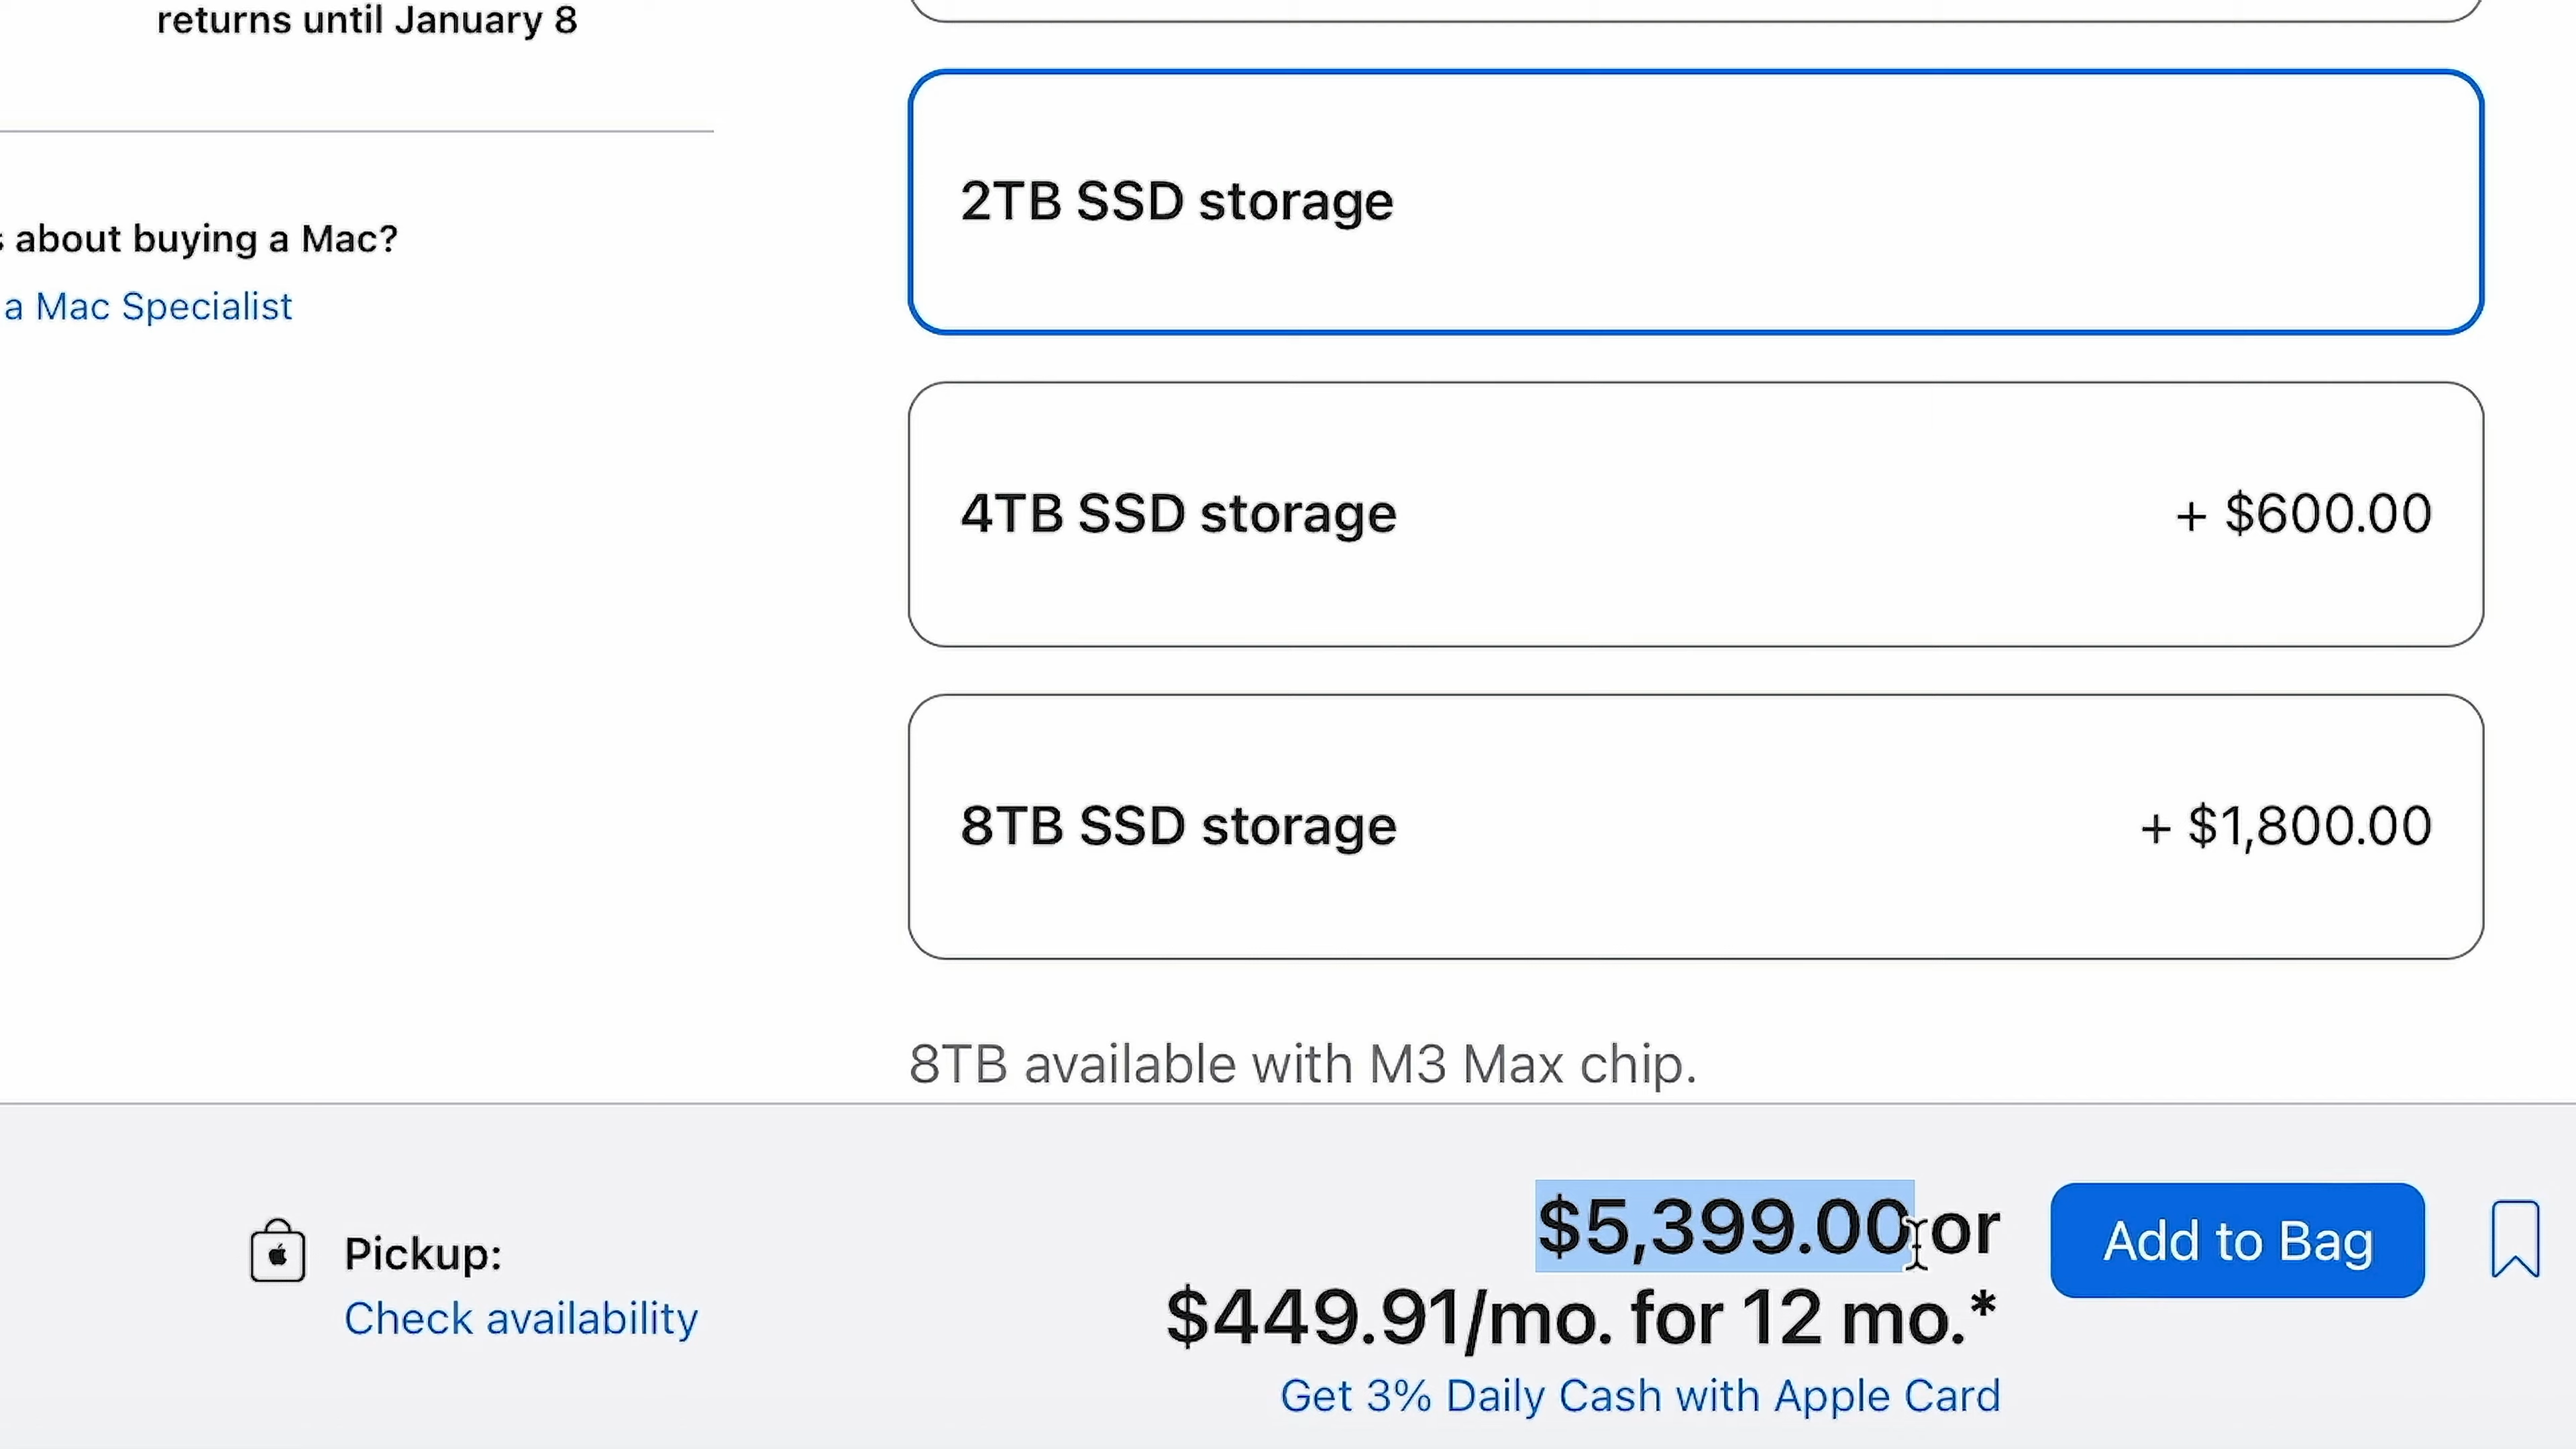 returns until January 8
about buying a Mac?
a Mac Specialist
2TB SSD storage
4TB SSD storage + $600.00
8TB SSD storage + $1,800.00
8TB available with M3 Max chip.
Pickup:
Check availability
$5,399.00 or
$449.91/mo. for 12 mo.*
Get 3% Daily Cash with Apple Card
Add to Bag